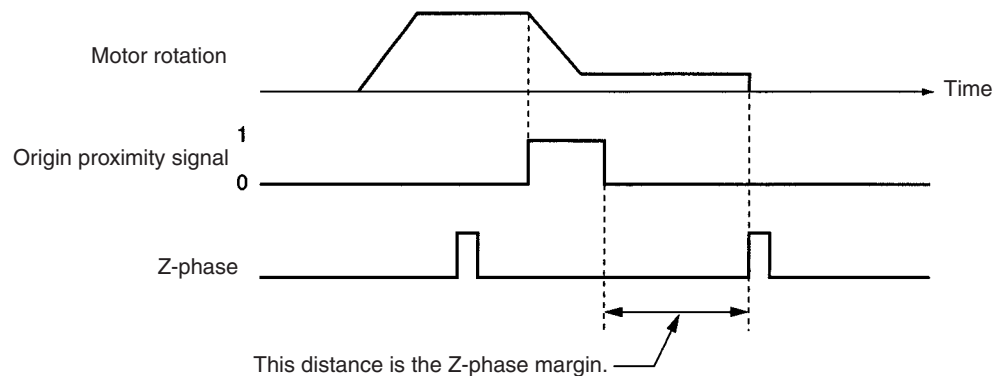 Motor rotation
Time
1
Origin proximity signal
0
Z-phase
This distance is the Z-phase margin.